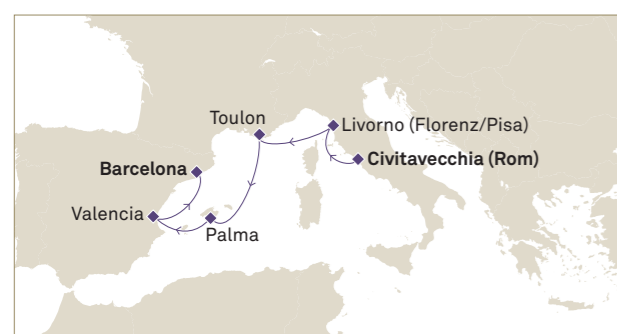 Toulon
Livorno (Florenz/Pisa)
Barcelona
Civitavecchia (Rom)
Valencia
Palma